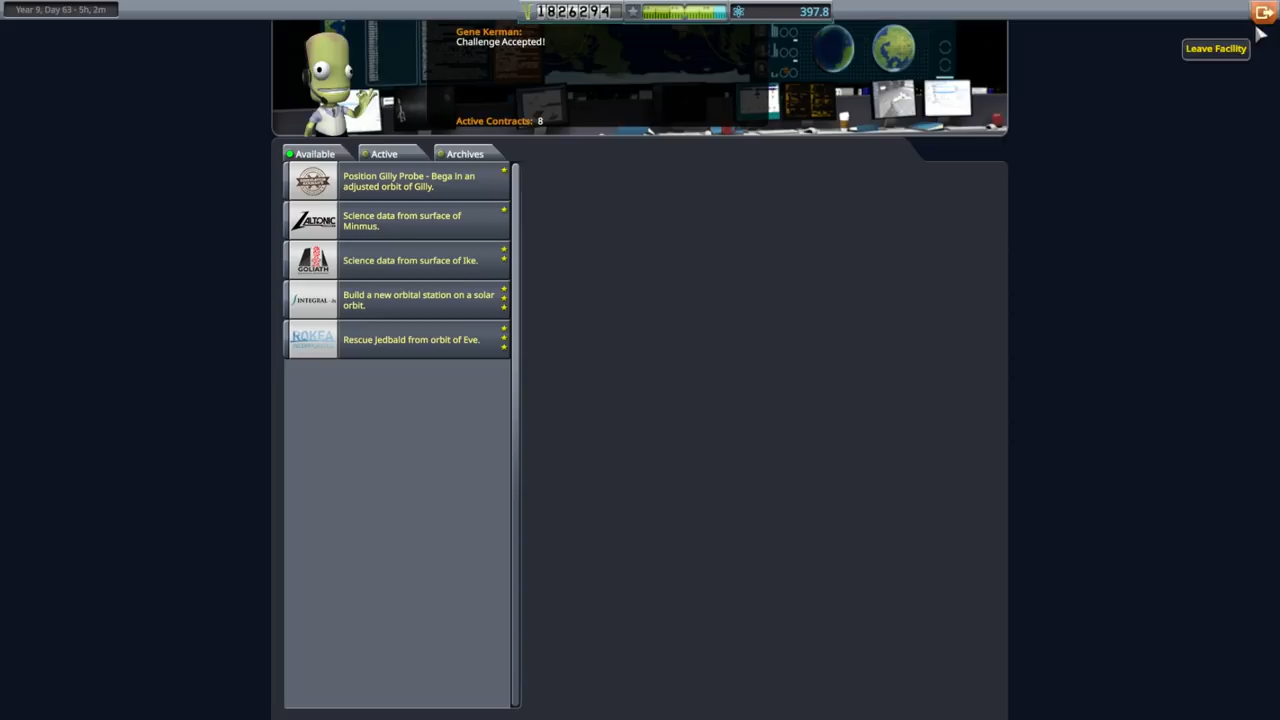 Year 9, Day 63 - 5h, 2m
1826294
397.8
Leave Facility
Gene Kerman:
Challenge Accepted!
Active Contracts: 8
Available
Active
Archives
Position Gilly Probe - Bega in an
adjusted orbit of Gilly.
ZALTONIC
Science data from surface of
Minmus.
GOLIATH
Science data from surface of Ike.
INTEGRAL
Build a new orbital station on a solar
orbit.
ROKEA
Rescue Jedbald from orbit of Eve.